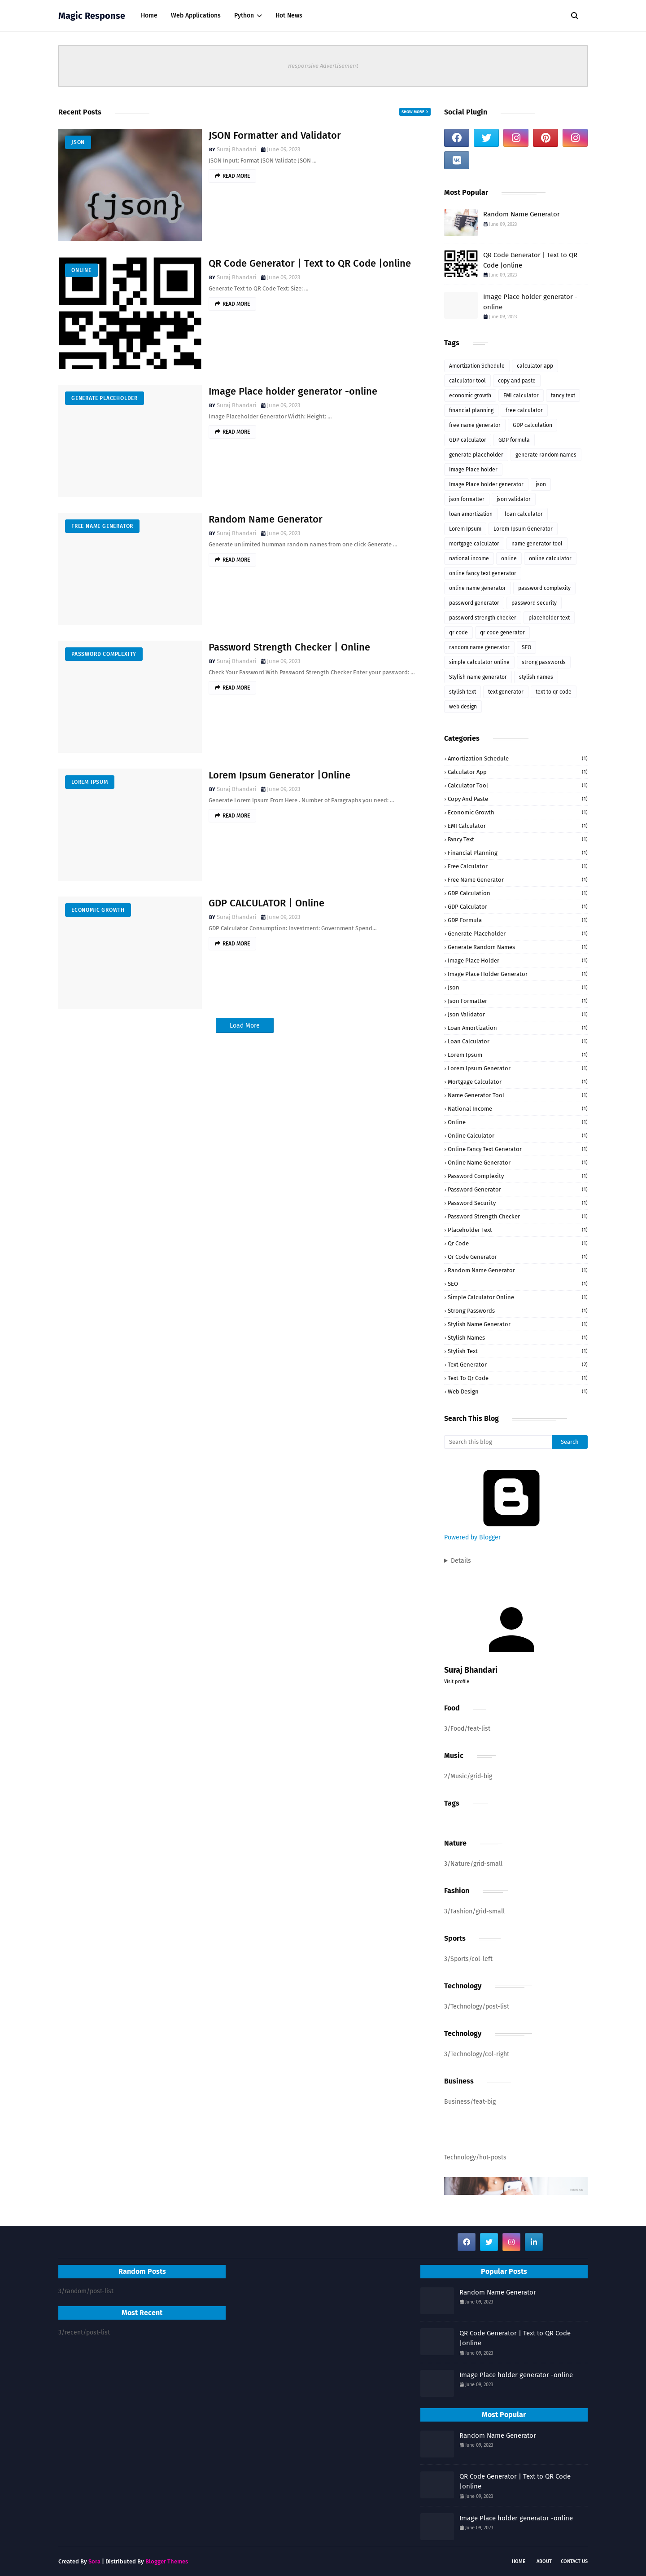 Magic Response
Home
Web Applications
Python
Hot News
Responsive Advertisement
Recent Posts
SHOW MORE
JSON
{json}
JSON Formatter and Validator
BY Suraj Bhandari June 09, 2023
JSON Input: Format JSON Validate JSON ...
READ MORE
ONLINE
QR Code Generator | Text to QR Code |online
BY Suraj Bhandari June 09, 2023
Generate Text to QR Code Text: Size: ...
READ MORE
GENERATE PLACEHOLDER
Image Place holder generator -online
BY Suraj Bhandari June 09, 2023
Image Placeholder Generator Width: Height: ...
READ MORE
FREE NAME GENERATOR
Random Name Generator
BY Suraj Bhandari June 09, 2023
Generate unlimited humman random names from one click Generate ...
READ MORE
PASSWORD COMPLEXITY
Password Strength Checker | Online
BY Suraj Bhandari June 09, 2023
Check Your Password With Password Strength Checker Enter your password: ...
READ MORE
LOREM IPSUM
Lorem Ipsum Generator |Online
BY Suraj Bhandari June 09, 2023
Generate Lorem Ipsum From Here . Number of Paragraphs you need: ...
READ MORE
ECONOMIC GROWTH
GDP CALCULATOR | Online
BY Suraj Bhandari June 09, 2023
GDP Calculator Consumption: Investment: Government Spend...
READ MORE
Load More
Social Plugin
Most Popular
Random Name Generator
June 09, 2023
QR Code Generator | Text to QR
Code |online
June 09, 2023
Image Place holder generator -
online
June 09, 2023
Tags
Amortization Schedule calculator app
calculator tool copy and paste
economic growth EMI calculator fancy text
financial planning free calculator
free name generator GDP calculation
GDP calculator GDP formula
generate placeholder generate random names
Image Place holder
Image Place holder generator json
json formatter json validator
loan amortization loan calculator
Lorem Ipsum Lorem Ipsum Generator
mortgage calculator name generator tool
national income online online calculator
online fancy text generator
online name generator password complexity
password generator password security
password strength checker placeholder text
qr code qr code generator
random name generator SEO
simple calculator online strong passwords
Stylish name generator stylish names
stylish text text generator text to qr code
web design
Categories
› Amortization Schedule (1)
› Calculator App (1)
› Calculator Tool (1)
› Copy And Paste (1)
› Economic Growth (1)
› EMI Calculator (1)
› Fancy Text (1)
› Financial Planning (1)
› Free Calculator (1)
› Free Name Generator (1)
› GDP Calculation (1)
› GDP Calculator (1)
› GDP Formula (1)
› Generate Placeholder (1)
› Generate Random Names (1)
› Image Place Holder (1)
› Image Place Holder Generator (1)
› Json (1)
› Json Formatter (1)
› Json Validator (1)
› Loan Amortization (1)
› Loan Calculator (1)
› Lorem Ipsum (1)
› Lorem Ipsum Generator (1)
› Mortgage Calculator (1)
› Name Generator Tool (1)
› National Income (1)
› Online (1)
› Online Calculator (1)
› Online Fancy Text Generator (1)
› Online Name Generator (1)
› Password Complexity (1)
› Password Generator (1)
› Password Security (1)
› Password Strength Checker (1)
› Placeholder Text (1)
› Qr Code (1)
› Qr Code Generator (1)
› Random Name Generator (1)
› SEO (1)
› Simple Calculator Online (1)
› Strong Passwords (1)
› Stylish Name Generator (1)
› Stylish Names (1)
› Stylish Text (1)
› Text Generator (2)
› Text To Qr Code (1)
› Web Design (1)
Search This Blog
Search this blog
Search
Powered by Blogger
Details
Suraj Bhandari
Visit profile
Food
3/Food/feat-list
Music
2/Music/grid-big
Tags
Nature
3/Nature/grid-small
Fashion
3/Fashion/grid-small
Sports
3/Sports/col-left
Technology
3/Technology/post-list
Technology
3/Technology/col-right
Business
Business/feat-big
Technology/hot-posts
Random Posts
3/random/post-list
Most Recent
3/recent/post-list
Popular Posts
Random Name Generator
June 09, 2023
QR Code Generator | Text to QR Code
|online
June 09, 2023
Image Place holder generator -online
June 09, 2023
Most Popular
Random Name Generator
June 09, 2023
QR Code Generator | Text to QR Code
|online
June 09, 2023
Image Place holder generator -online
June 09, 2023
Created By Sora | Distributed By Blogger Themes
HOME ABOUT CONTACT US